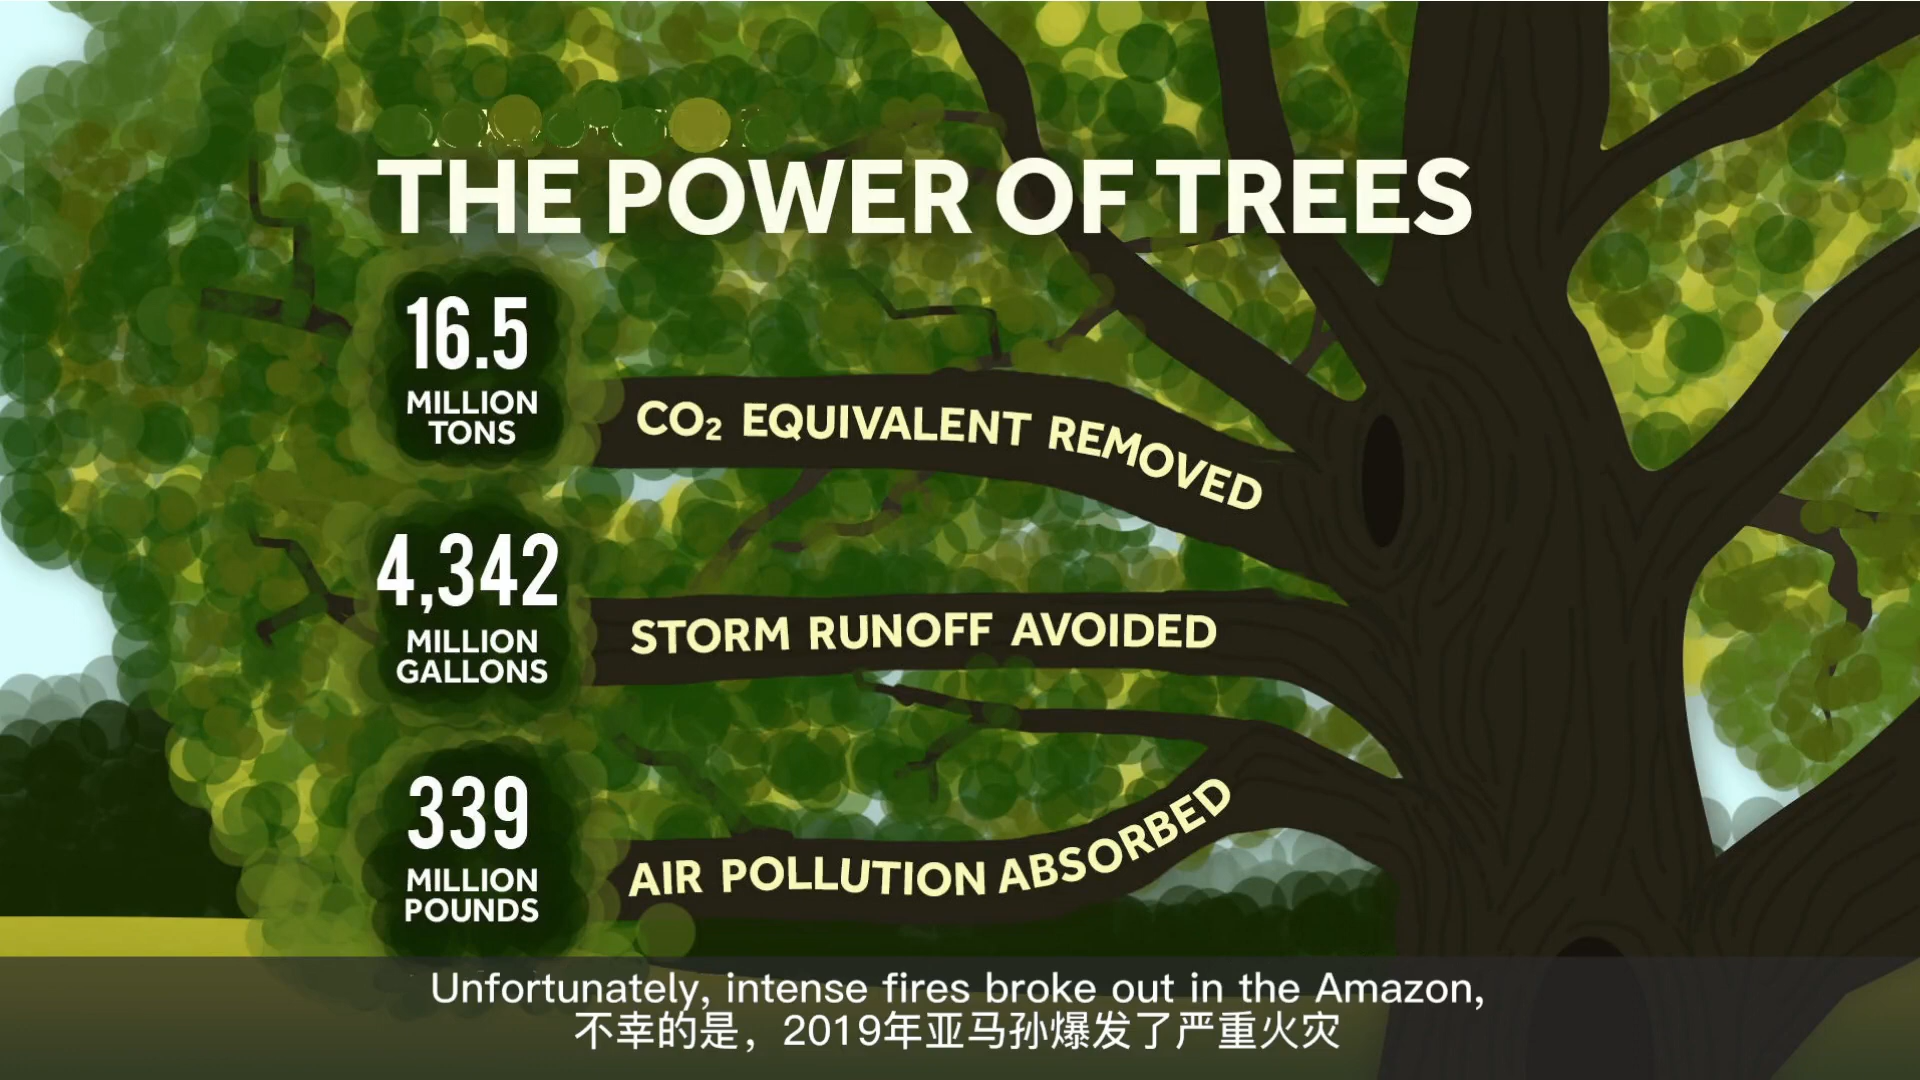 THE POWER OF TREES
16.5
MILLION
TONS
CO₂ EQUIVALENT REMOVED
4,342
MILLION
GALLONS
STORM RUNOFF AVOIDED
339
MILLION
POUNDS
AIR POLLUTION ABSORBED
Unfortunately, intense fires broke out in the Amazon,
不幸的是，2019年亚马孙爆发了严重火灾